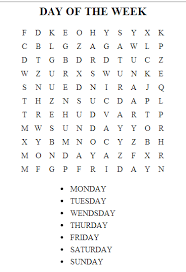 DAY OF THE WEEK
F D K E O H Y S Y X K
C B L G Z A G A W L P
D T G B D R D T U C Z
W Z U R X S W U N K E
S N U E D N I R A J Q
T H Z N S U C D A P L
T R E D H U D V A R T P
M W S U N D A Y Y O R
X Y B M N O C Y Z B H
M O N D A Y A Z F X R
M F G P F R I D A Y N
MONDAY
TUESDAY
WENDSDAY
THURDAY
FRIDAY
SATURDAY
SUNDAY